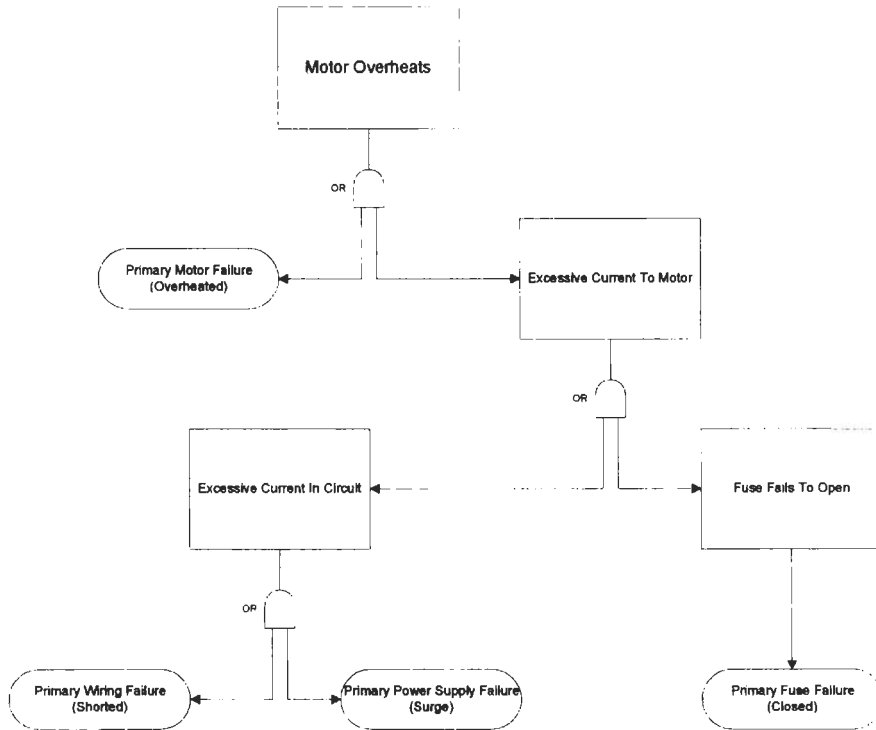 Motor Overheats
OR
Primary Motor Failure
(Overheated)
Excessive Current To Motor
OR
Excessive Current In Circuit
Fuse Fails To Open
OR
Primary Wiring Failure
(Shorted)
Primary Power Supply Failure
(Surge)
Primary Fuse Failure
(Closed)